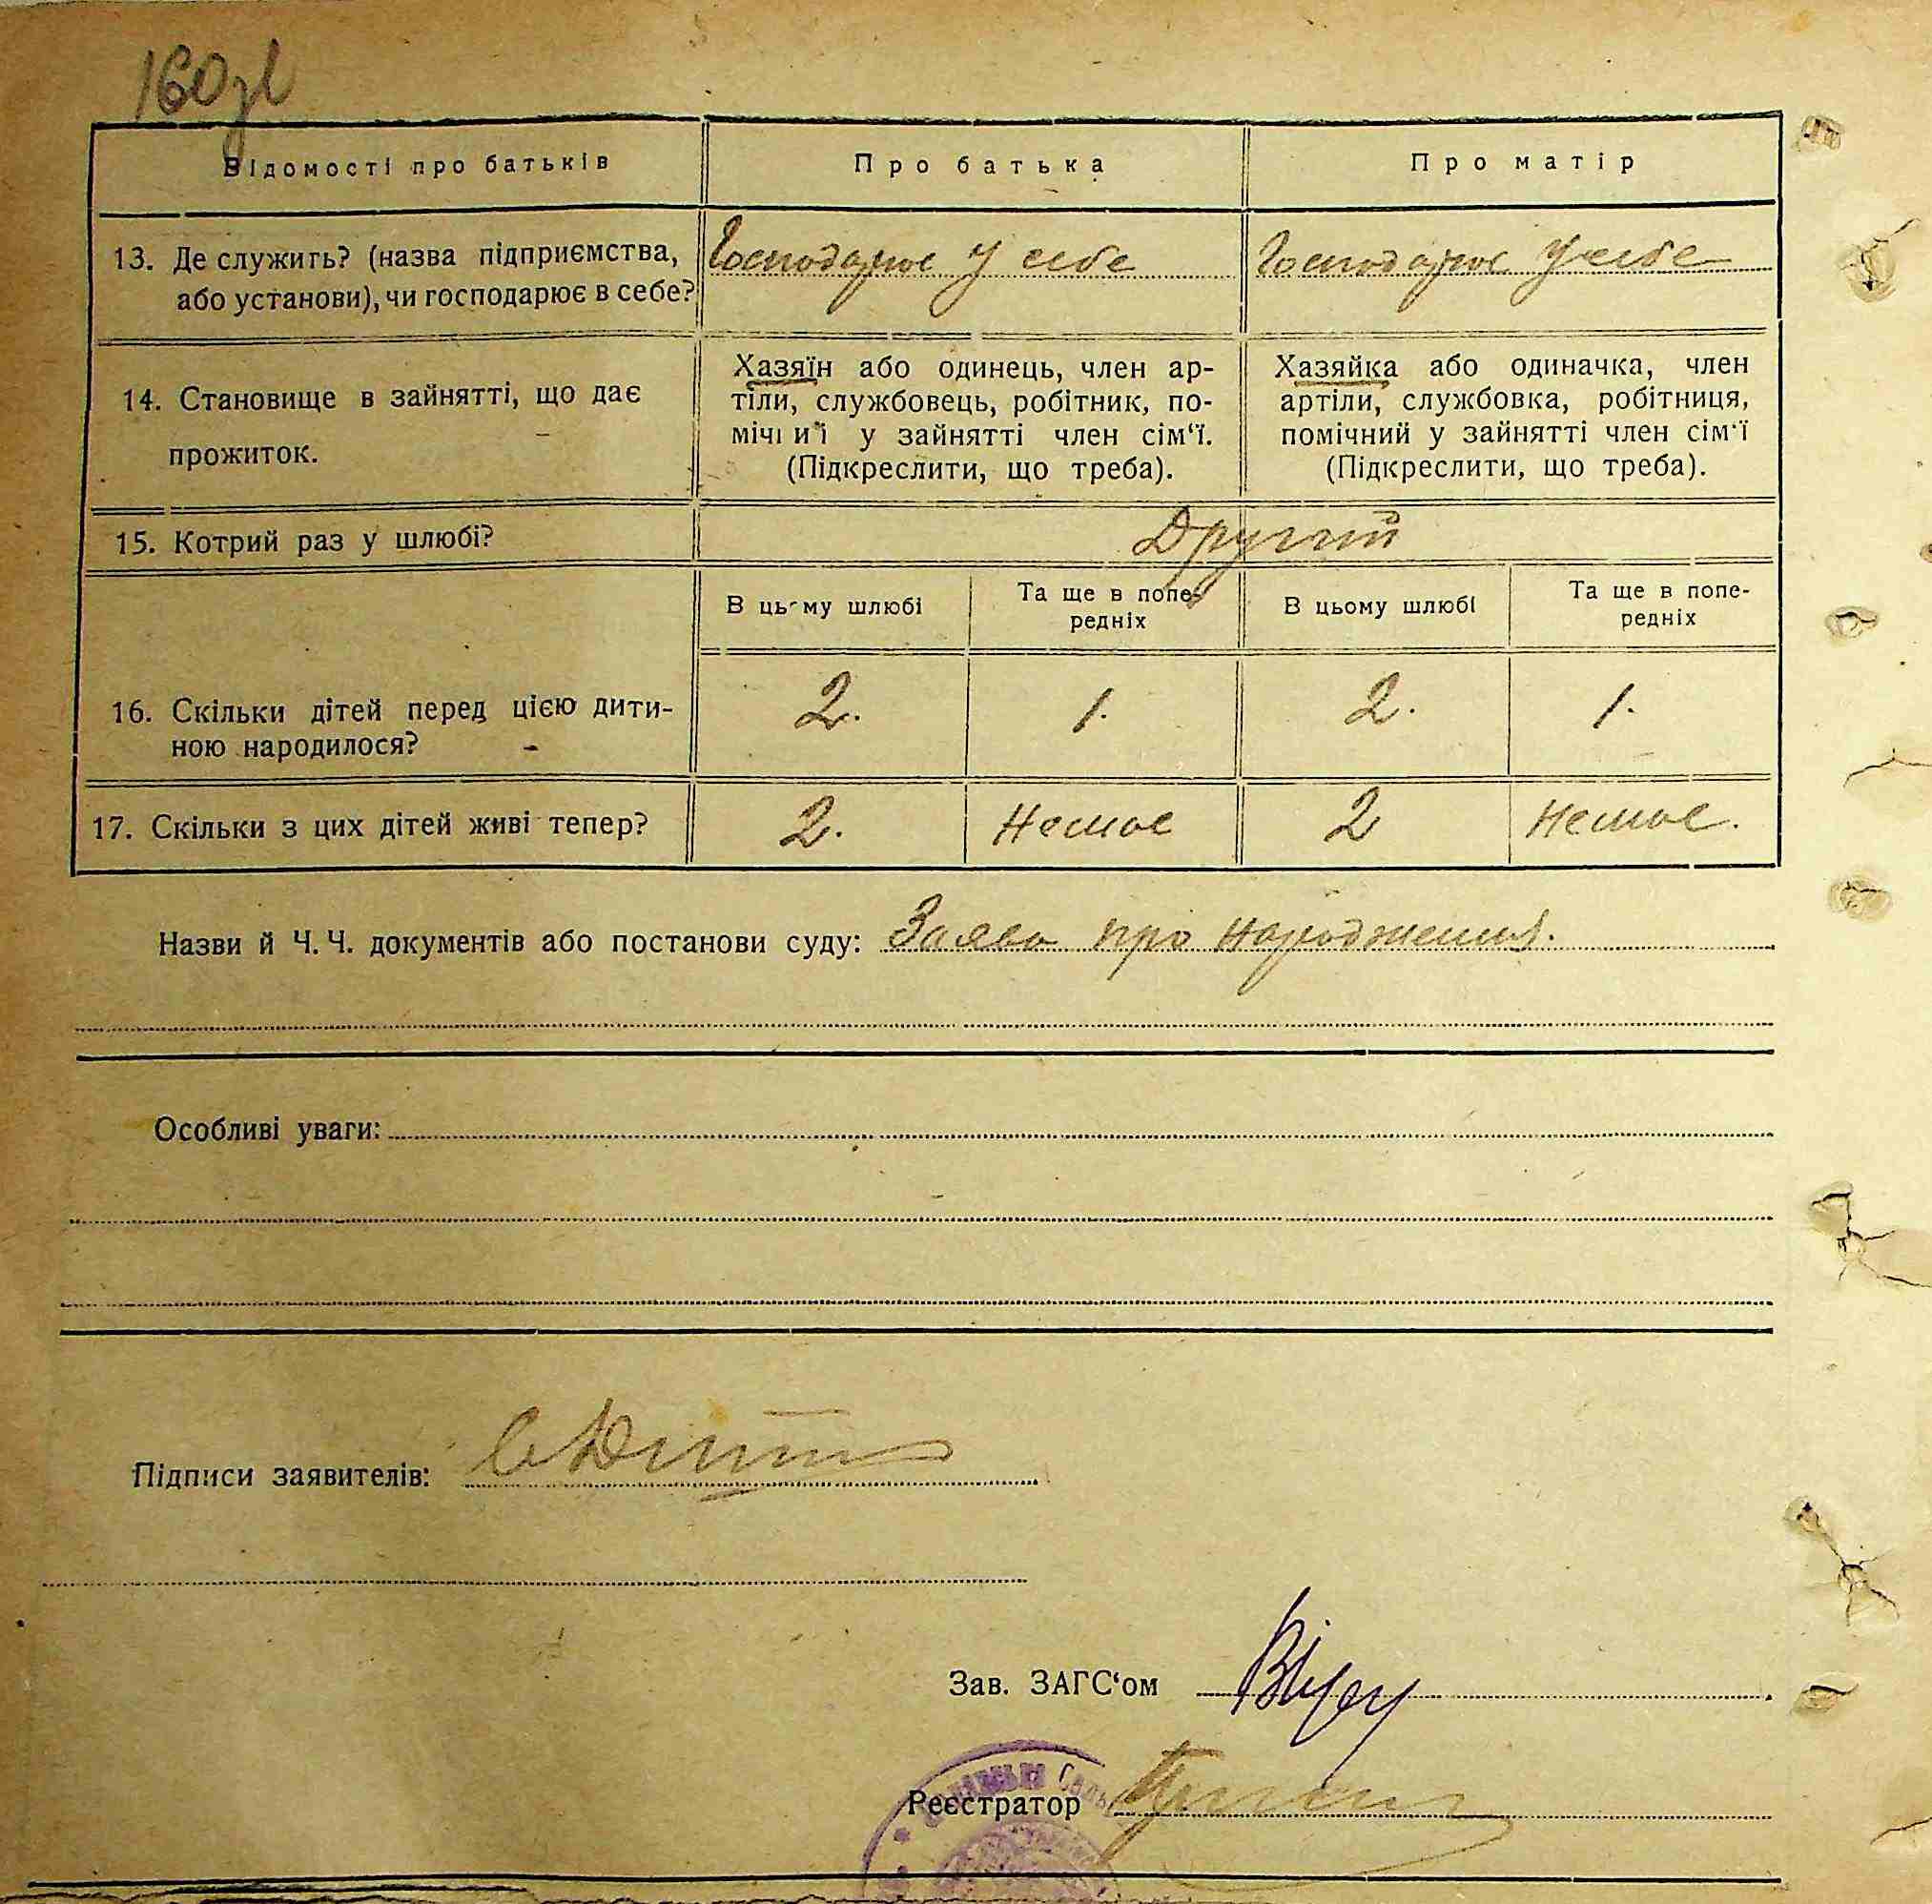 160зв
Відомості про батьків
Про батька
Про матір
13. Де служить? (назва підприємства,
або установи), чи господарює в себе?
Господарює у себе
Господарює у себе
14. Становище в зайнятті, що дає
прожиток.
Хазяїн або одинець, член ар-
тіли, службовець, робітник, по-
мічний у зайнятті член сім‘ї.
(Підкреслити, що треба).
Хазяйка або одиначка, член
артіли, службовка, робітниця,
помічний у зайнятті член сім‘ї
(Підкреслити, що треба).
15. Котрий раз у шлюбі?
Другий
В цьму шлюбі
Та ще в попе-
редніх
В цьому шлюбі
Та ще в попе-
редніх
16. Скільки дітей перед цією дити-
ною народилося?
2.
1.
2.
1.
17. Скільки з цих дітей живі тепер?
2.
Немає
2
Немає.
Назви й Ч. Ч. документів або постанови суду: Заява про народження.
Особливі уваги:
Підписи заявителів:
Зав. ЗАГС‘ом
Реєстратор